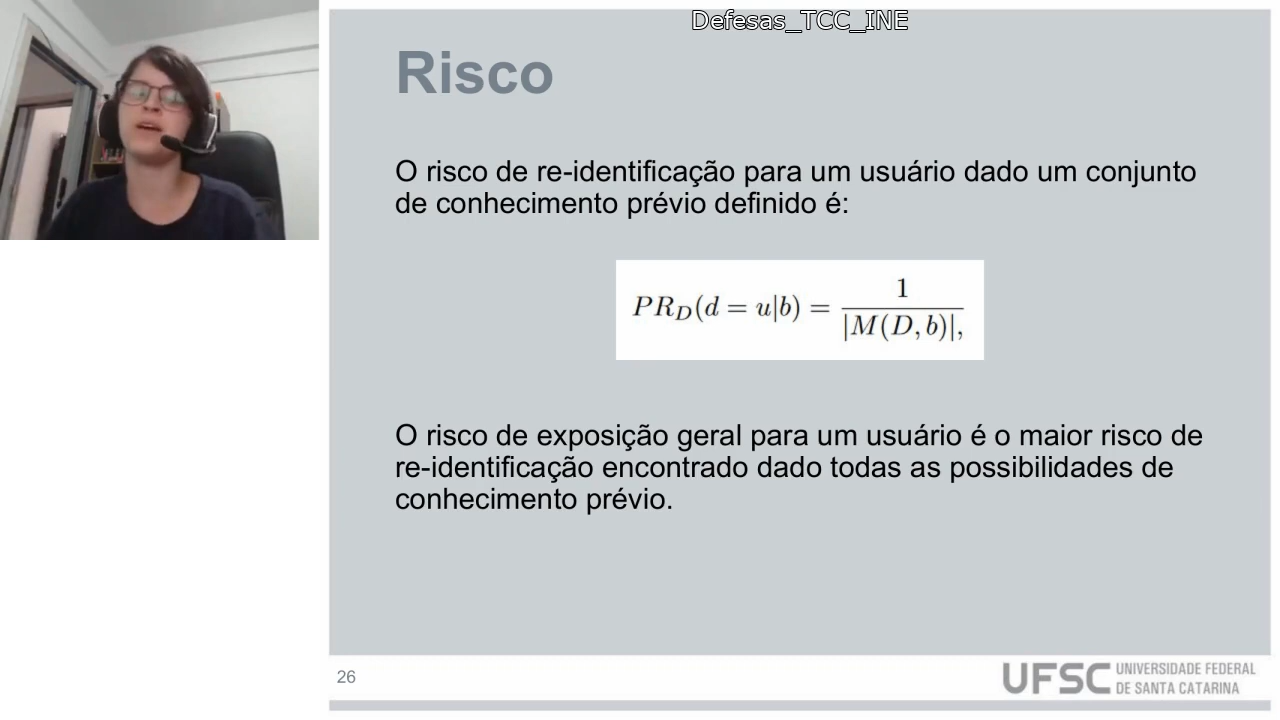 Defesas_TCC_INE
Risco
O risco de re-identificação para um usuário dado um conjunto
de conhecimento prévio definido é:
PR_D(d = u|b) = 1 / |M(D, b)|,
O risco de exposição geral para um usuário é o maior risco de
re-identificação encontrado dado todas as possibilidades de
conhecimento prévio.
26
UFSC UNIVERSIDADE FEDERAL
DE SANTA CATARINA